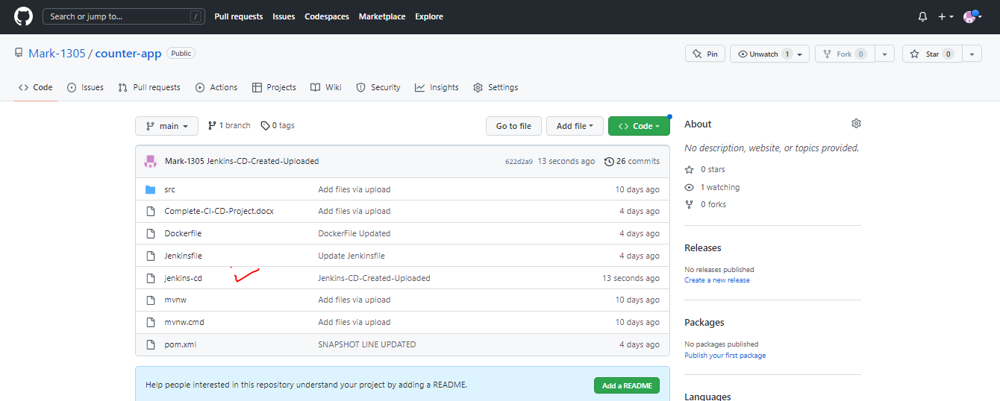 Search or jump to... /
Pull requests Issues Codespaces Marketplace Explore
Mark-1305 / counter-app Public
Pin Unwatch 1 Fork 0 Star 0
Code Issues Pull requests Actions Projects Wiki Security Insights Settings
main 1 branch 0 tags Go to file Add file Code
Mark-1305 Jenkins-CD-Created-Uploaded 622d2a9 13 seconds ago 26 commits
src Add files via upload 10 days ago
Complete-CI-CD-Project.docx Add files via upload 4 days ago
Dockerfile DockerFile Updated 4 days ago
Jenkinsfile Update Jenkinsfile 4 days ago
jenkins-cd Jenkins-CD-Created-Uploaded 13 seconds ago
mvnw Add files via upload 10 days ago
mvnw.cmd Add files via upload 10 days ago
pom.xml SNAPSHOT LINE UPDATED 4 days ago
Help people interested in this repository understand your project by adding a README. Add a README
About
No description, website, or topics provided.
0 stars
1 watching
0 forks
Releases
No releases published
Create a new release
Packages
No packages published
Publish your first package
Languages